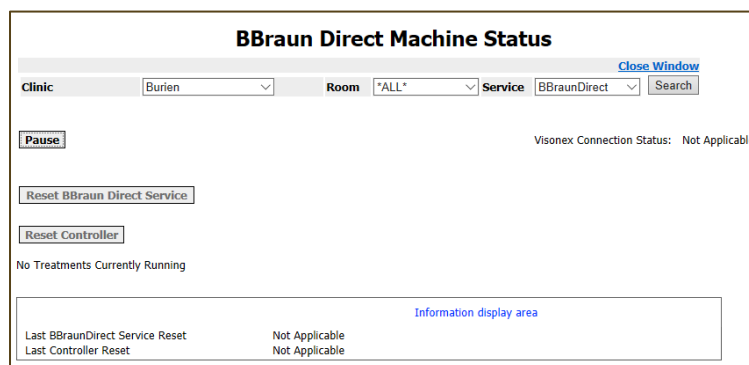 BBraun Direct Machine Status
Close Window
Clinic Burien Room *ALL* Service BBraunDirect Search
Pause Visonex Connection Status: Not Applicabl
Reset BBraun Direct Service
Reset Controller
No Treatments Currently Running
Information display area
Last BBraunDirect Service Reset Not Applicable
Last Controller Reset Not Applicable